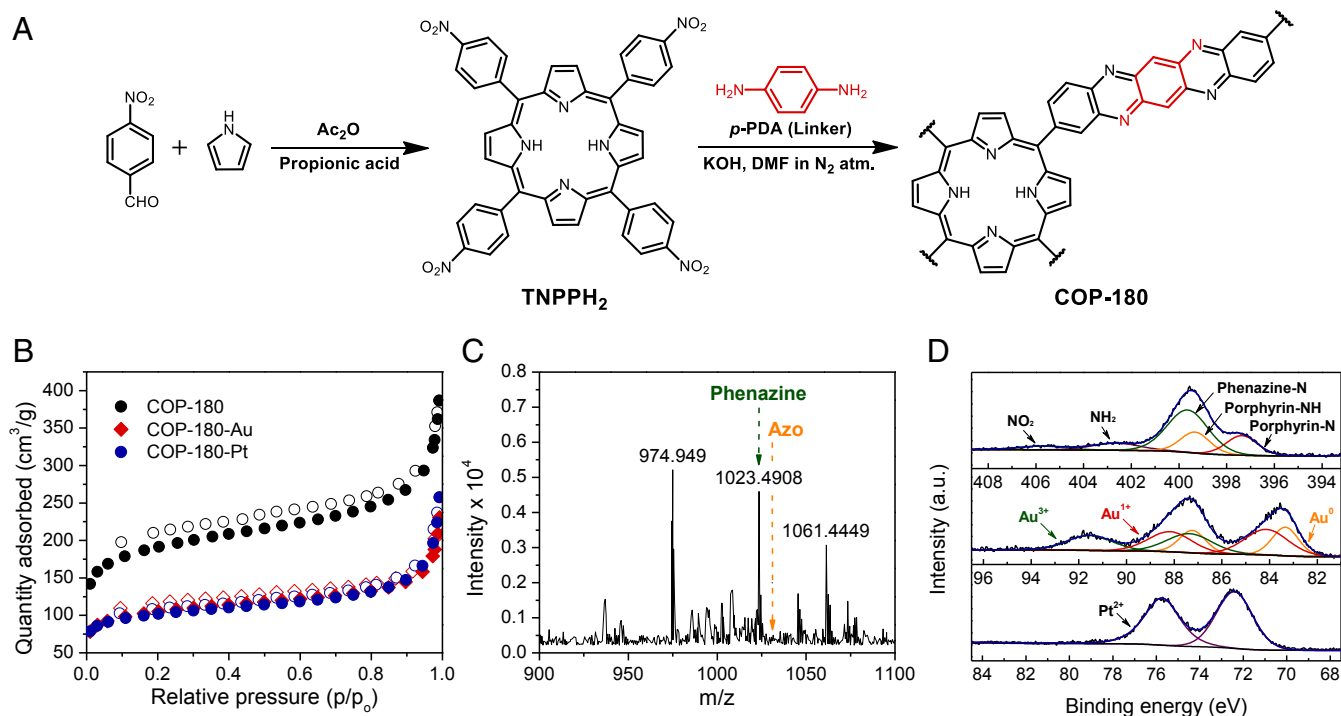 A
NO₂
CHO
+
H
N
Ac₂O
Propionic acid
O₂N
NO₂
N
NH
HN
N
O₂N
NO₂
TNPPH₂
H₂N
NH₂
p-PDA (Linker)
KOH, DMF in N₂ atm.
N
N
N
N
N
NH
HN
N
COP-180
B
Quantity adsorbed (cm³/g)
400
350
300
250
200
150
100
50
COP-180
COP-180-Au
COP-180-Pt
0.0 0.2 0.4 0.6 0.8 1.0
Relative pressure (p/pₒ)
C
Intensity x 10⁴
0.8
0.7
0.6
0.5
0.4
0.3
0.2
0.1
0.0
Phenazine
Azo
974.949
1023.4908
1061.4449
900 950 1000 1050 1100
m/z
D
Intensity (a.u.)
NO₂
NH₂
Phenazine-N
Porphyrin-NH
Porphyrin-N
408 406 404 402 400 398 396 394
Au³⁺
Au¹⁺
Au⁰
96 94 92 90 88 86 84 82
Pt²⁺
84 82 80 78 76 74 72 70 68
Binding energy (eV)